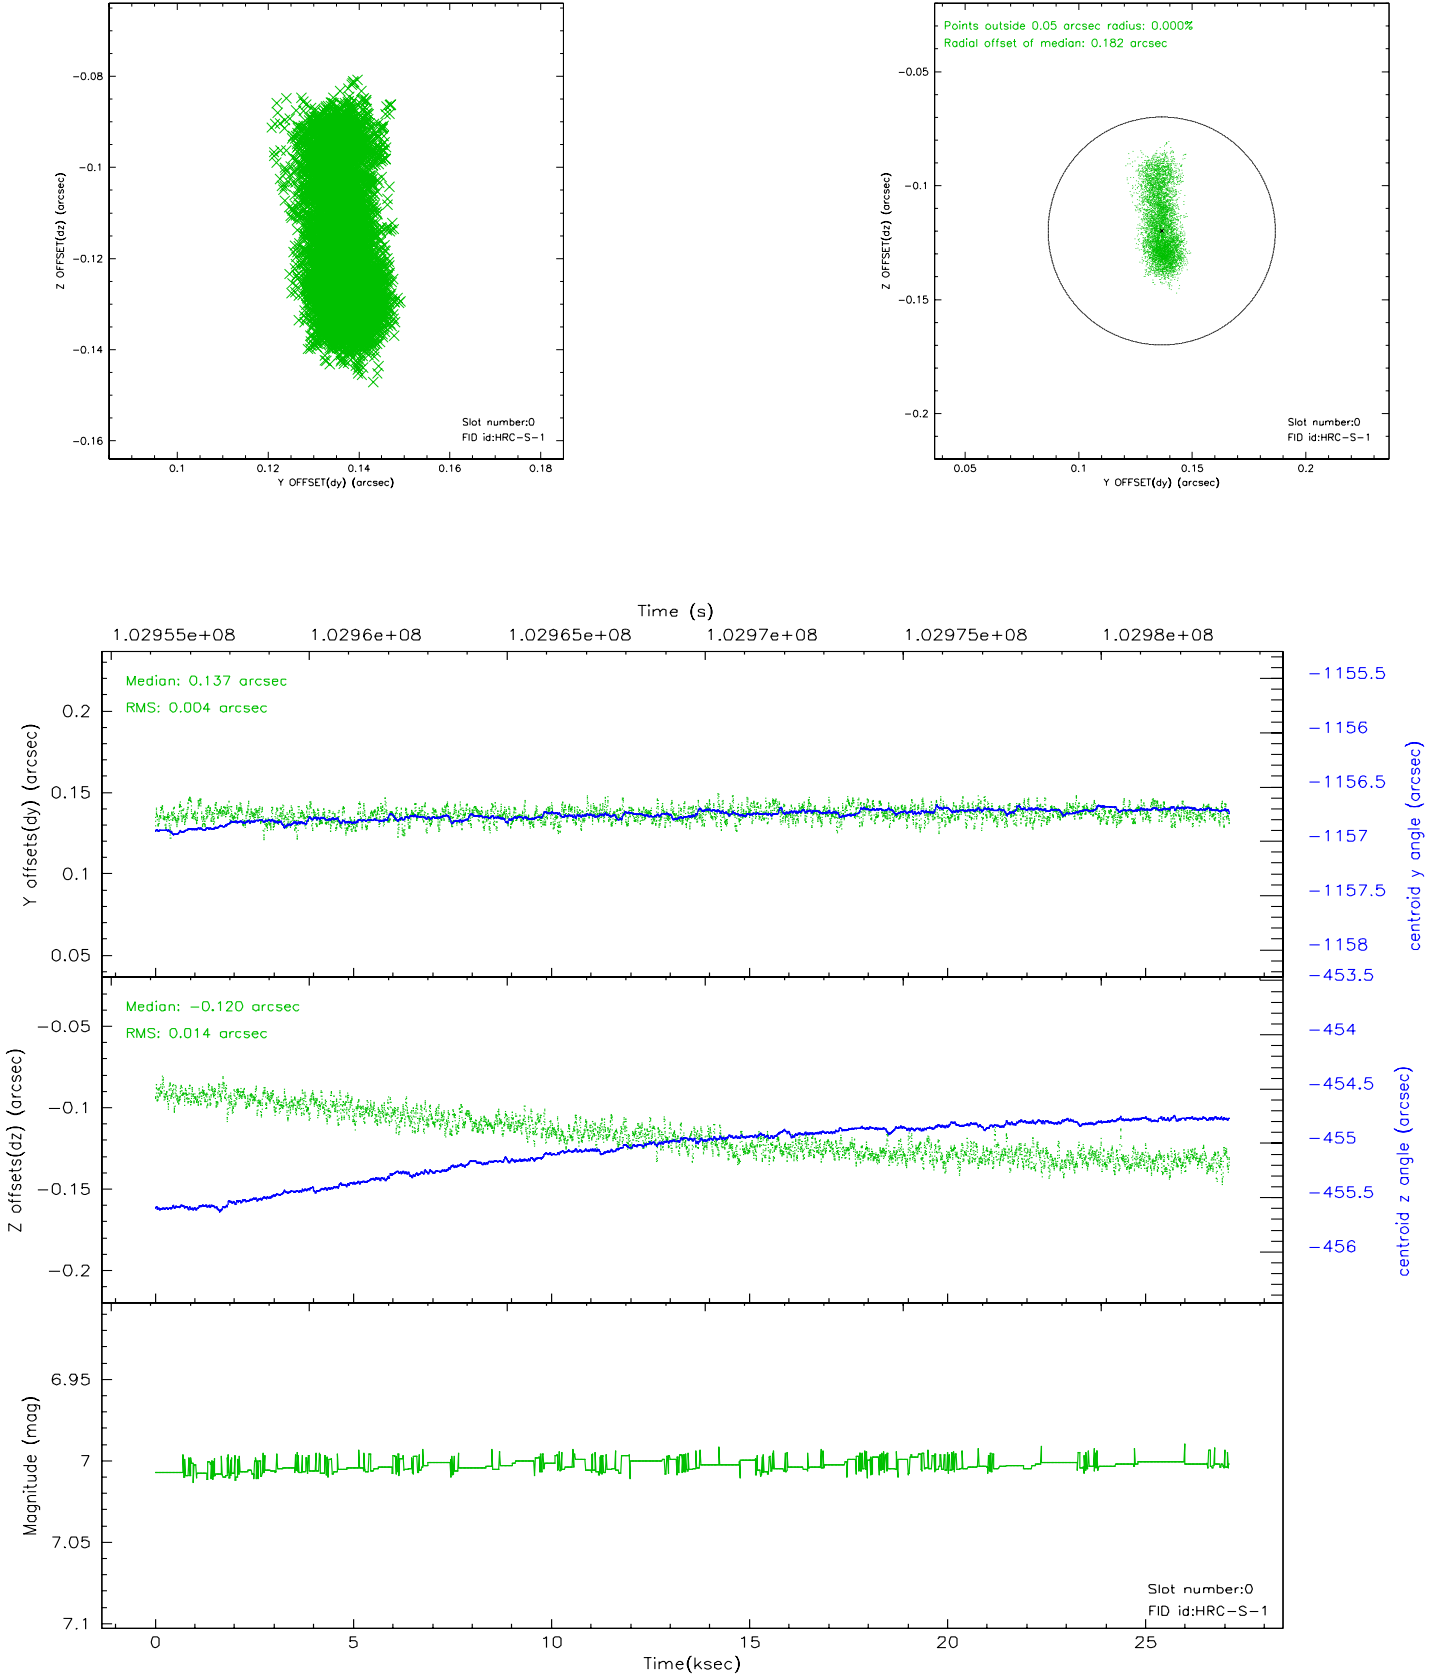 −0.08
−0.1
−0.12
−0.14
−0.16
Z OFFSET(dz) (arcsec)
0.1 0.12 0.14 0.16 0.18
Y OFFSET(dy) (arcsec)
Slot number:0
FID id:HRC−S−1
Points outside 0.05 arcsec radius: 0.000%
Radial offset of median: 0.182 arcsec
−0.05
−0.1
−0.15
−0.2
Z OFFSET(dz) (arcsec)
0.05 0.1 0.15 0.2
Y OFFSET(dy) (arcsec)
Slot number:0
FID id:HRC−S−1
Time (s)
1.02955e+08 1.0296e+08 1.02965e+08 1.0297e+08 1.02975e+08 1.0298e+08
Median: 0.137 arcsec
RMS: 0.004 arcsec
0.2
0.15
0.1
0.05
Y offsets(dy) (arcsec)
−1155.5
−1156
−1156.5
−1157
−1157.5
−1158
centroid y angle (arcsec)
Median: −0.120 arcsec
RMS: 0.014 arcsec
−0.05
−0.1
−0.15
−0.2
Z offsets(dz) (arcsec)
−453.5
−454
−454.5
−455
−455.5
−456
centroid z angle (arcsec)
6.95
7
7.05
7.1
Magnitude (mag)
Slot number:0
FID id:HRC−S−1
0 5 10 15 20 25
Time(ksec)